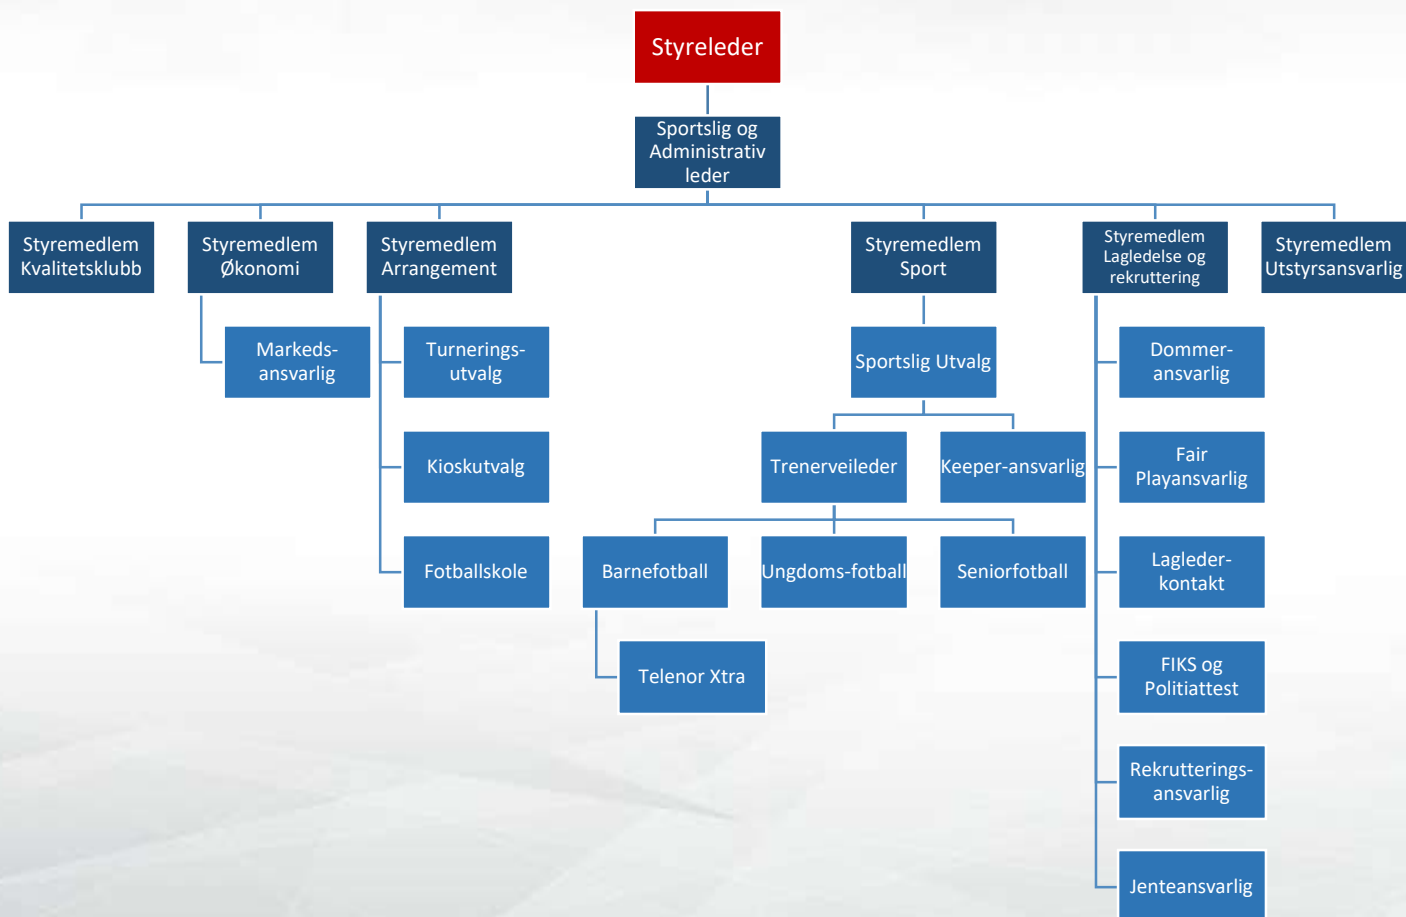 Styreleder
Sportslig og
Administrativ
leder
Styremedlem
Kvalitetsklubb
Styremedlem
Økonomi
Styremedlem
Arrangement
Styremedlem
Sport
Styremedlem
Lagledelse og
rekruttering
Styremedlem
Utstyrsansvarlig
Markeds-
ansvarlig
Turnerings-
utvalg
Sportslig Utvalg
Dommer-
ansvarlig
Kioskutvalg
Trenerveileder
Keeper-ansvarlig
Fair
Playansvarlig
Fotballskole
Barnefotball
Ungdoms-fotball
Seniorfotball
Lagleder-
kontakt
Telenor Xtra
FIKS og
Politiattest
Rekrutterings-
ansvarlig
Jenteansvarlig